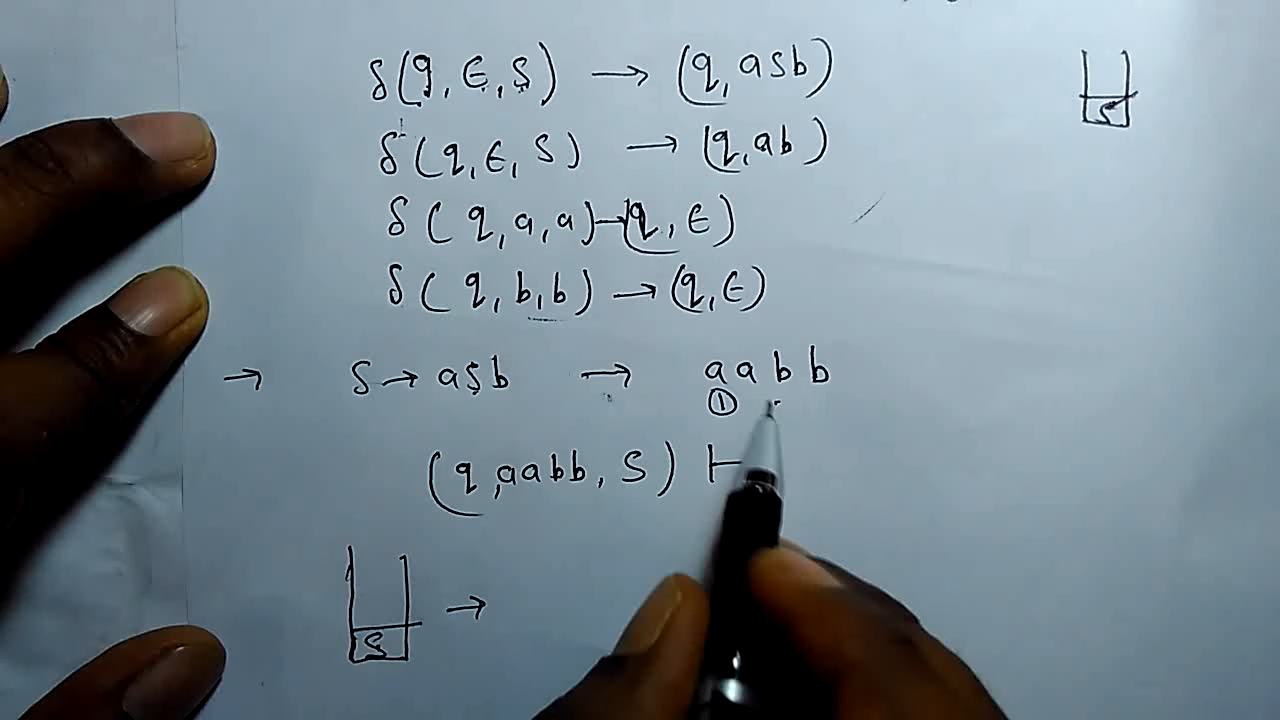 δ(q, ϵ, S) → (q, aSb)
δ(q, ϵ, S) → (q, ab)
δ(q, a, a) → (q, ϵ)
δ(q, b, b) → (q, ϵ)
→ S → aSb → aabb
①
(q, aabb, S) ⊢
S →
S